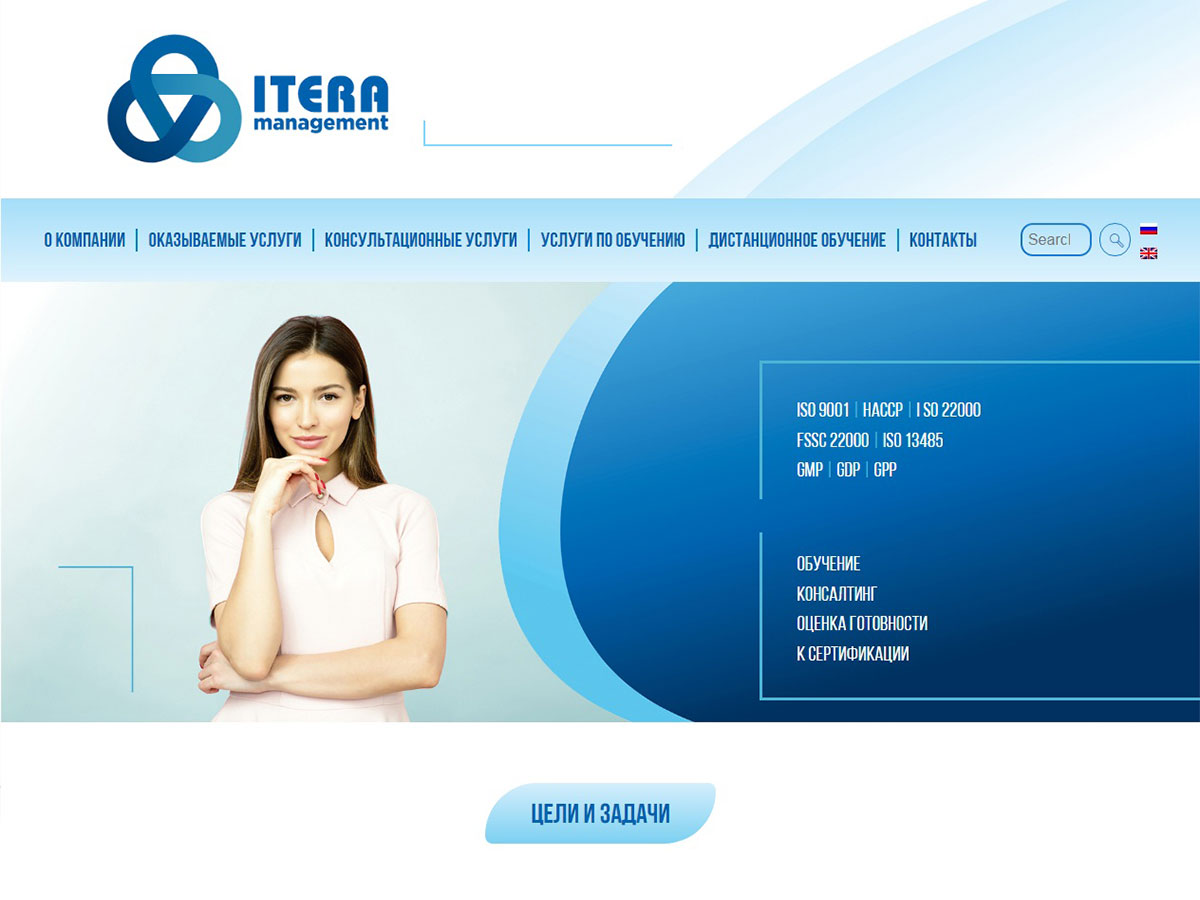 ITERA
management
О КОМПАНИИ | ОКАЗЫВАЕМЫЕ УСЛУГИ | КОНСУЛЬТАЦИОННЫЕ УСЛУГИ | УСЛУГИ ПО ОБУЧЕНИЮ | ДИСТАНЦИОННОЕ ОБУЧЕНИЕ | КОНТАКТЫ
Searcl
ISO 9001 | HACCP | I SO 22000
FSSC 22000 | ISO 13485
GMP | GDP | GPP
ОБУЧЕНИЕ
КОНСАЛТИНГ
ОЦЕНКА ГОТОВНОСТИ
К СЕРТИФИКАЦИИ
ЦЕЛИ И ЗАДАЧИ